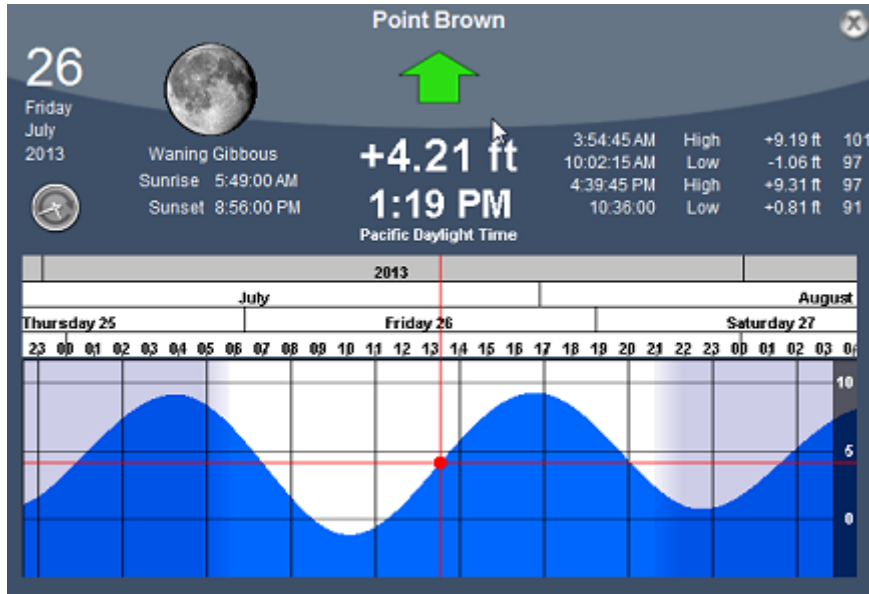 Point Brown
26
Friday
July
2013
Waning Gibbous
Sunrise 5:49:00 AM
Sunset 8:56:00 PM
+4.21 ft
1:19 PM
Pacific Daylight Time
3:54:45 AM High +9.19 ft 101
10:02:15 AM Low -1.06 ft 97
4:39:45 PM High +9.31 ft 97
10:36:00 Low +0.81 ft 91
2013
July August
Thursday 25 Friday 26 Saturday 27
23 00 01 02 03 04 05 06 07 08 09 10 11 12 13 14 15 16 17 18 19 20 21 22 23 00 01 02 03
10
5
0